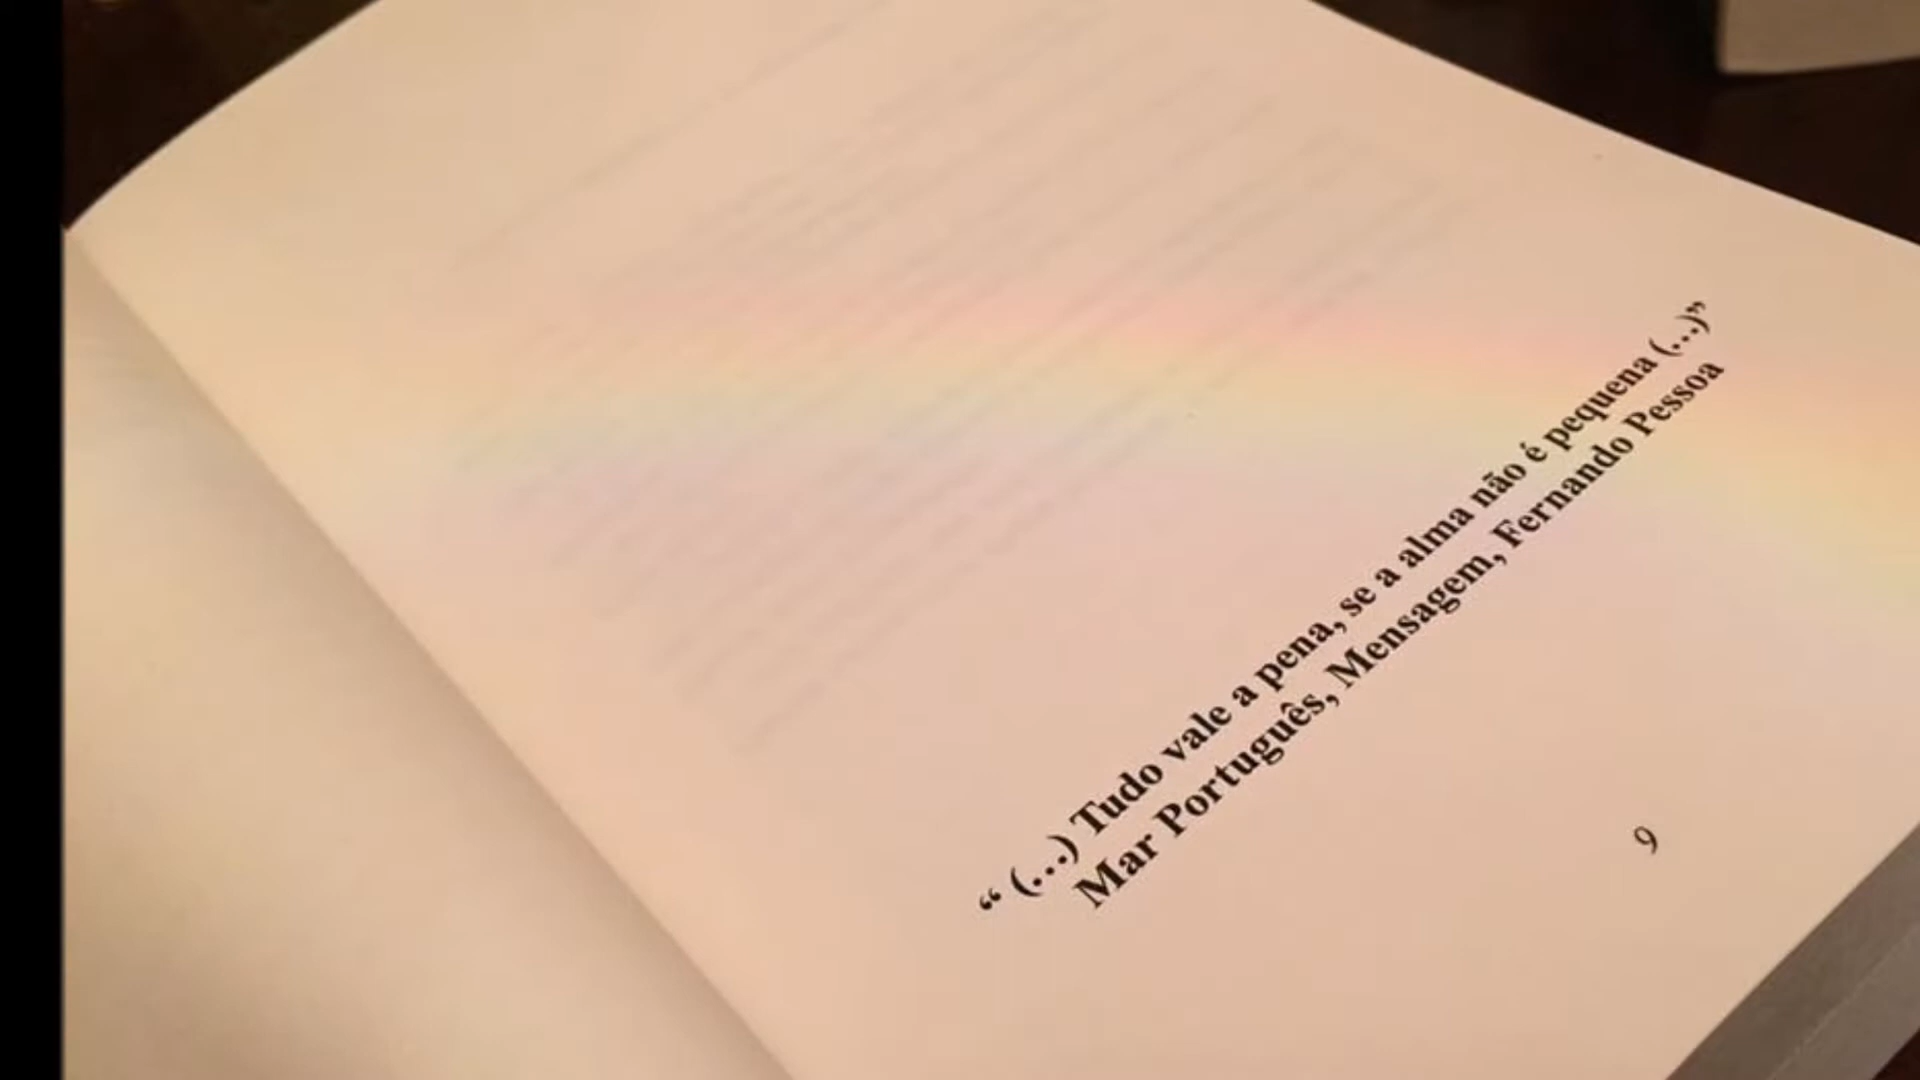 “ (...) Tudo vale a pena, se a alma não é pequena (...)”
Mar Português, Mensagem, Fernando Pessoa
9